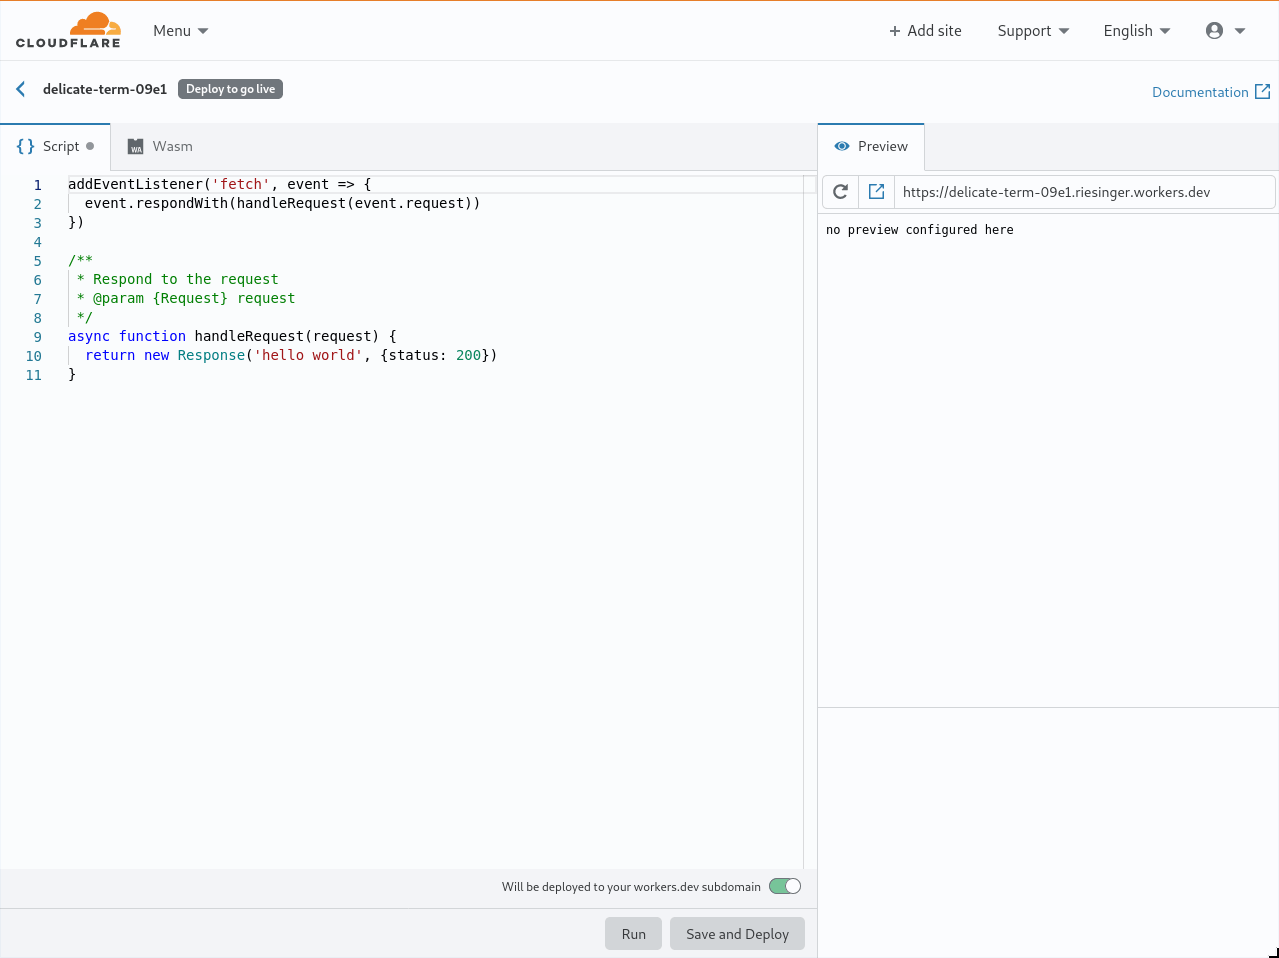 CLOUDFLARE
Menu
+ Add site
Support
English
delicate-term-09e1
Deploy to go live
Documentation
{} Script
WA
Wasm
Preview
https://delicate-term-09e1.riesinger.workers.dev
no preview configured here
1 addEventListener('fetch', event => {
2   event.respondWith(handleRequest(event.request))
3 })
4
5 /**
6  * Respond to the request
7  * @param {Request} request
8  */
9 async function handleRequest(request) {
10   return new Response('hello world', {status: 200})
11 }
Will be deployed to your workers.dev subdomain
Run
Save and Deploy